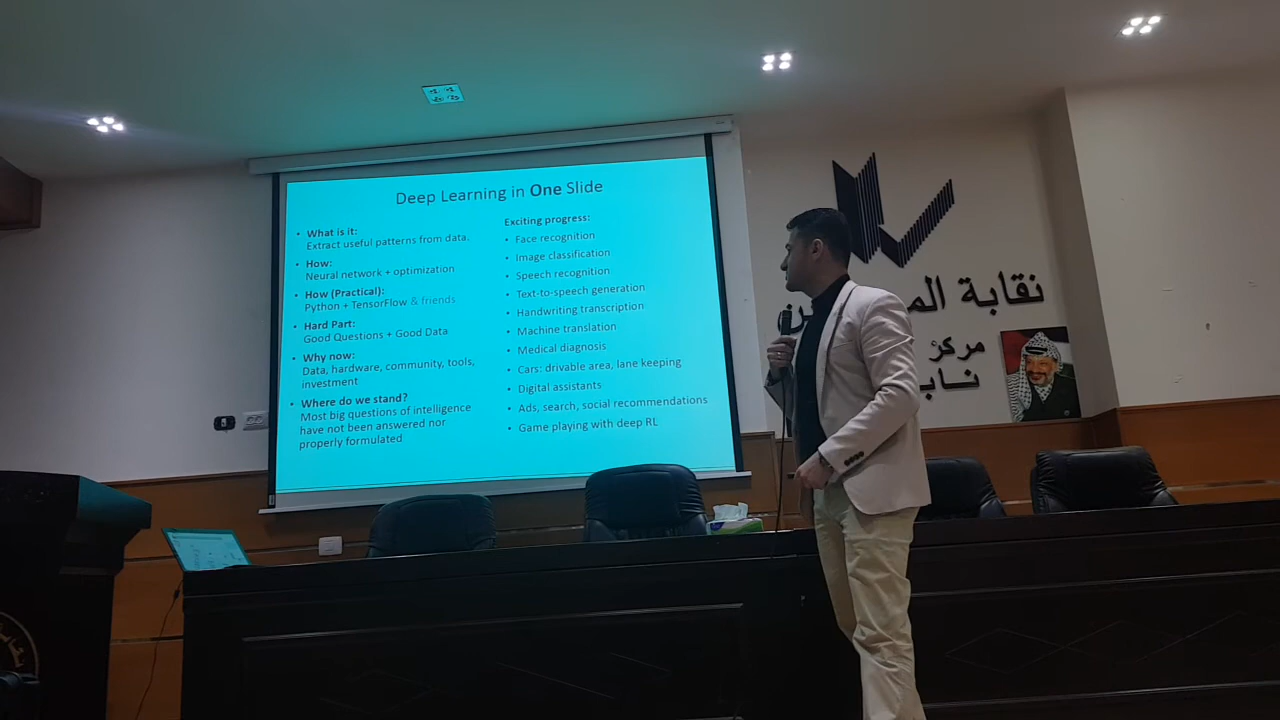 Deep Learning in One Slide
• What is it:
Extract useful patterns from data.
• How:
Neural network + optimization
• How (Practical):
Python + TensorFlow & friends
• Hard Part:
Good Questions + Good Data
• Why now:
Data, hardware, community, tools,
investment
• Where do we stand?
Most big questions of intelligence
have not been answered nor
properly formulated
Exciting progress:
• Face recognition
• Image classification
• Speech recognition
• Text-to-speech generation
• Handwriting transcription
• Machine translation
• Medical diagnosis
• Cars: drivable area, lane keeping
• Digital assistants
• Ads, search, social recommendations
• Game playing with deep RL
نقابة
مركز